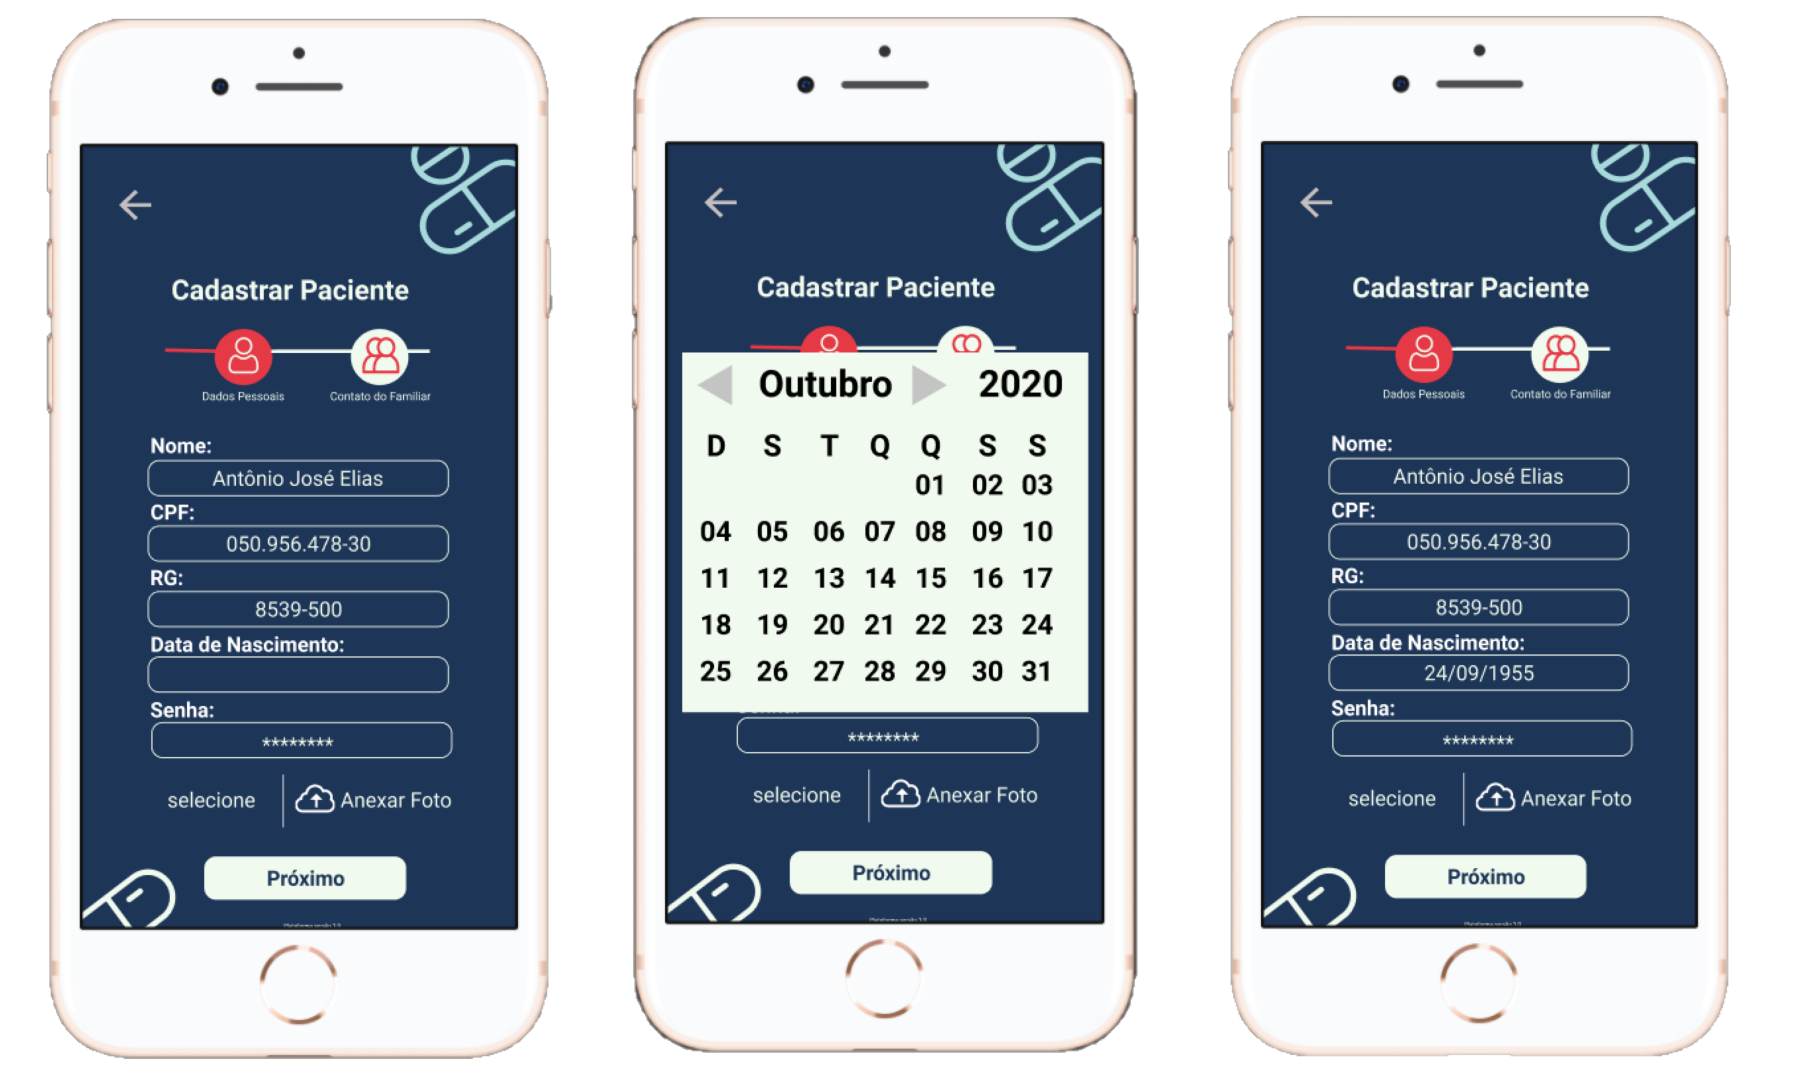 Cadastrar Paciente
Dados Pessoais
Contato do Familiar
Nome:
Antônio José Elias
CPF:
050.956.478-30
RG:
8539-500
Data de Nascimento:
Senha:
********
selecione
Anexar Foto
Próximo
Cadastrar Paciente
Outubro 2020
D S T Q Q S S
01 02 03
04 05 06 07 08 09 10
11 12 13 14 15 16 17
18 19 20 21 22 23 24
25 26 27 28 29 30 31
********
selecione
Anexar Foto
Próximo
Cadastrar Paciente
Dados Pessoais
Contato do Familiar
Nome:
Antônio José Elias
CPF:
050.956.478-30
RG:
8539-500
Data de Nascimento:
24/09/1955
Senha:
********
selecione
Anexar Foto
Próximo